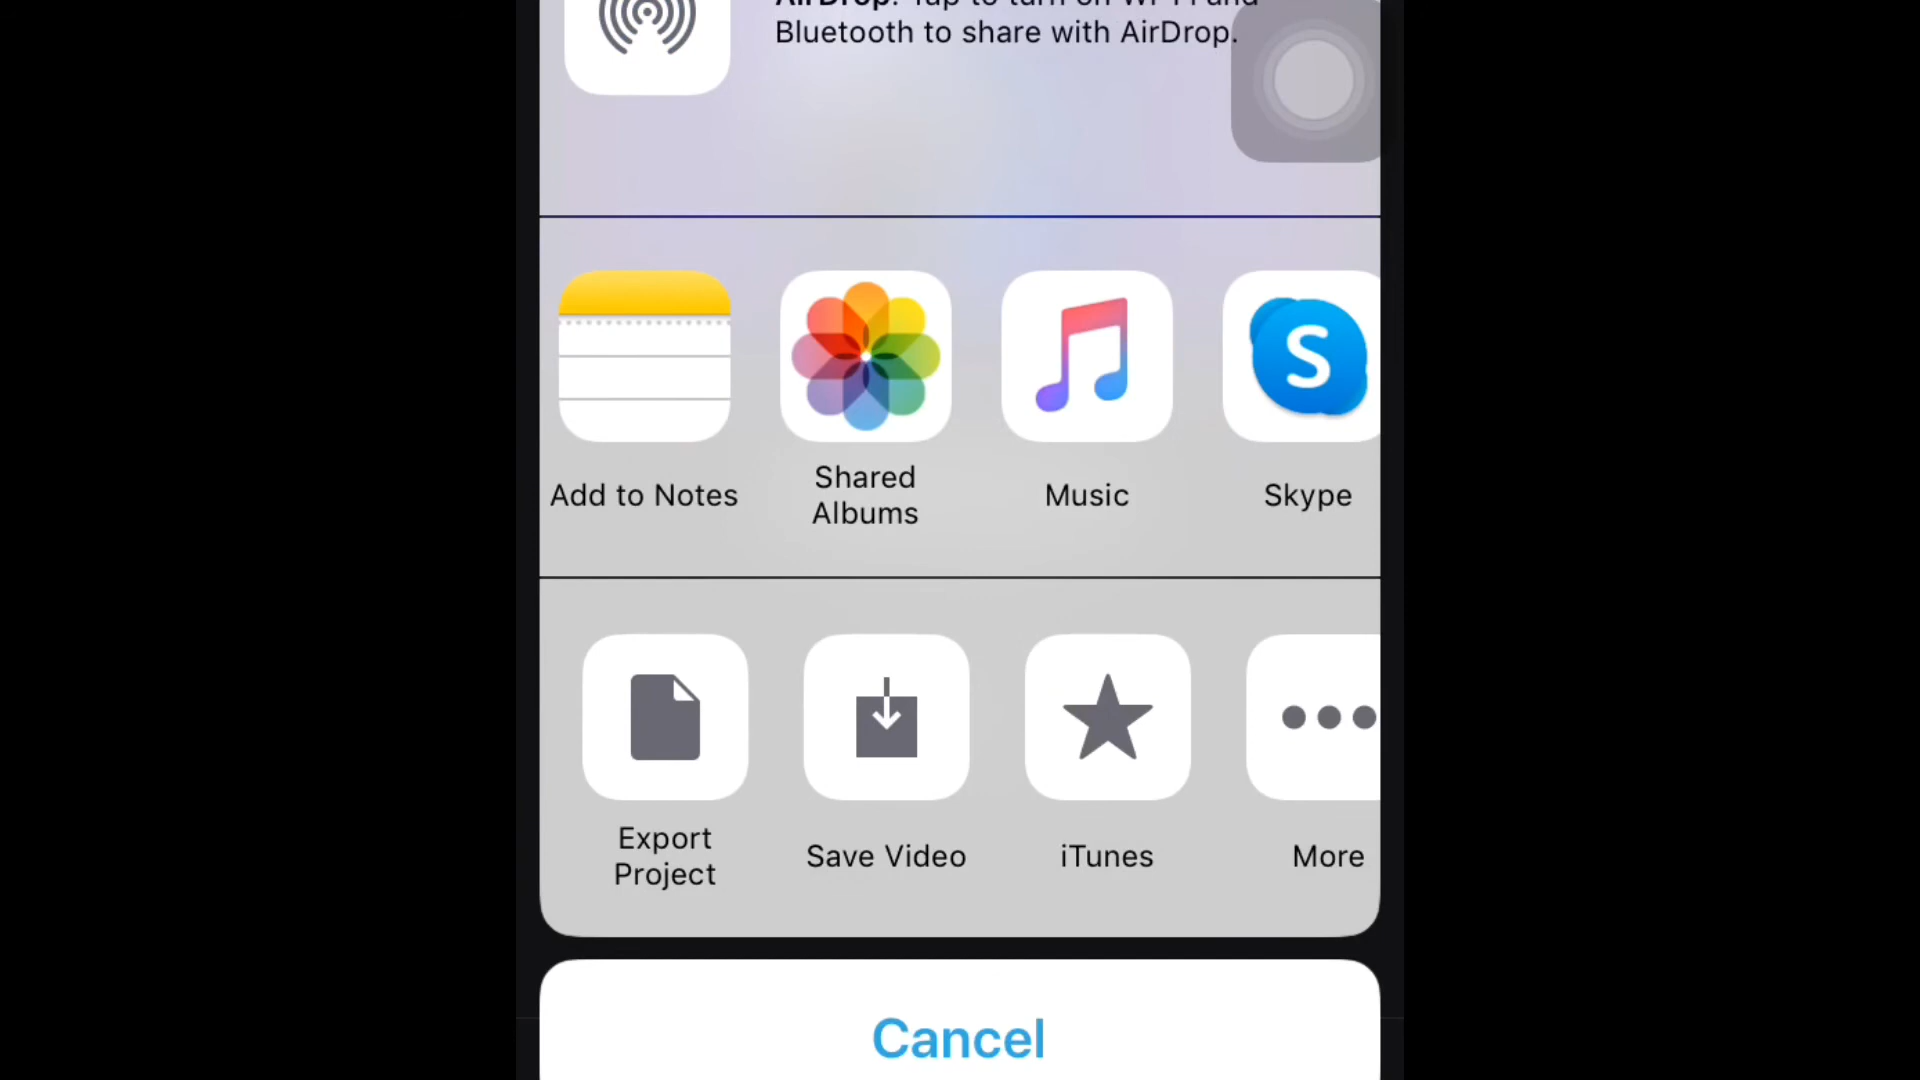 AirDrop. Tap to turn on Wi-Fi and
Bluetooth to share with AirDrop.
Add to Notes
Shared
Albums
Music
S
Skype
Export
Project
Save Video
iTunes
More
Cancel